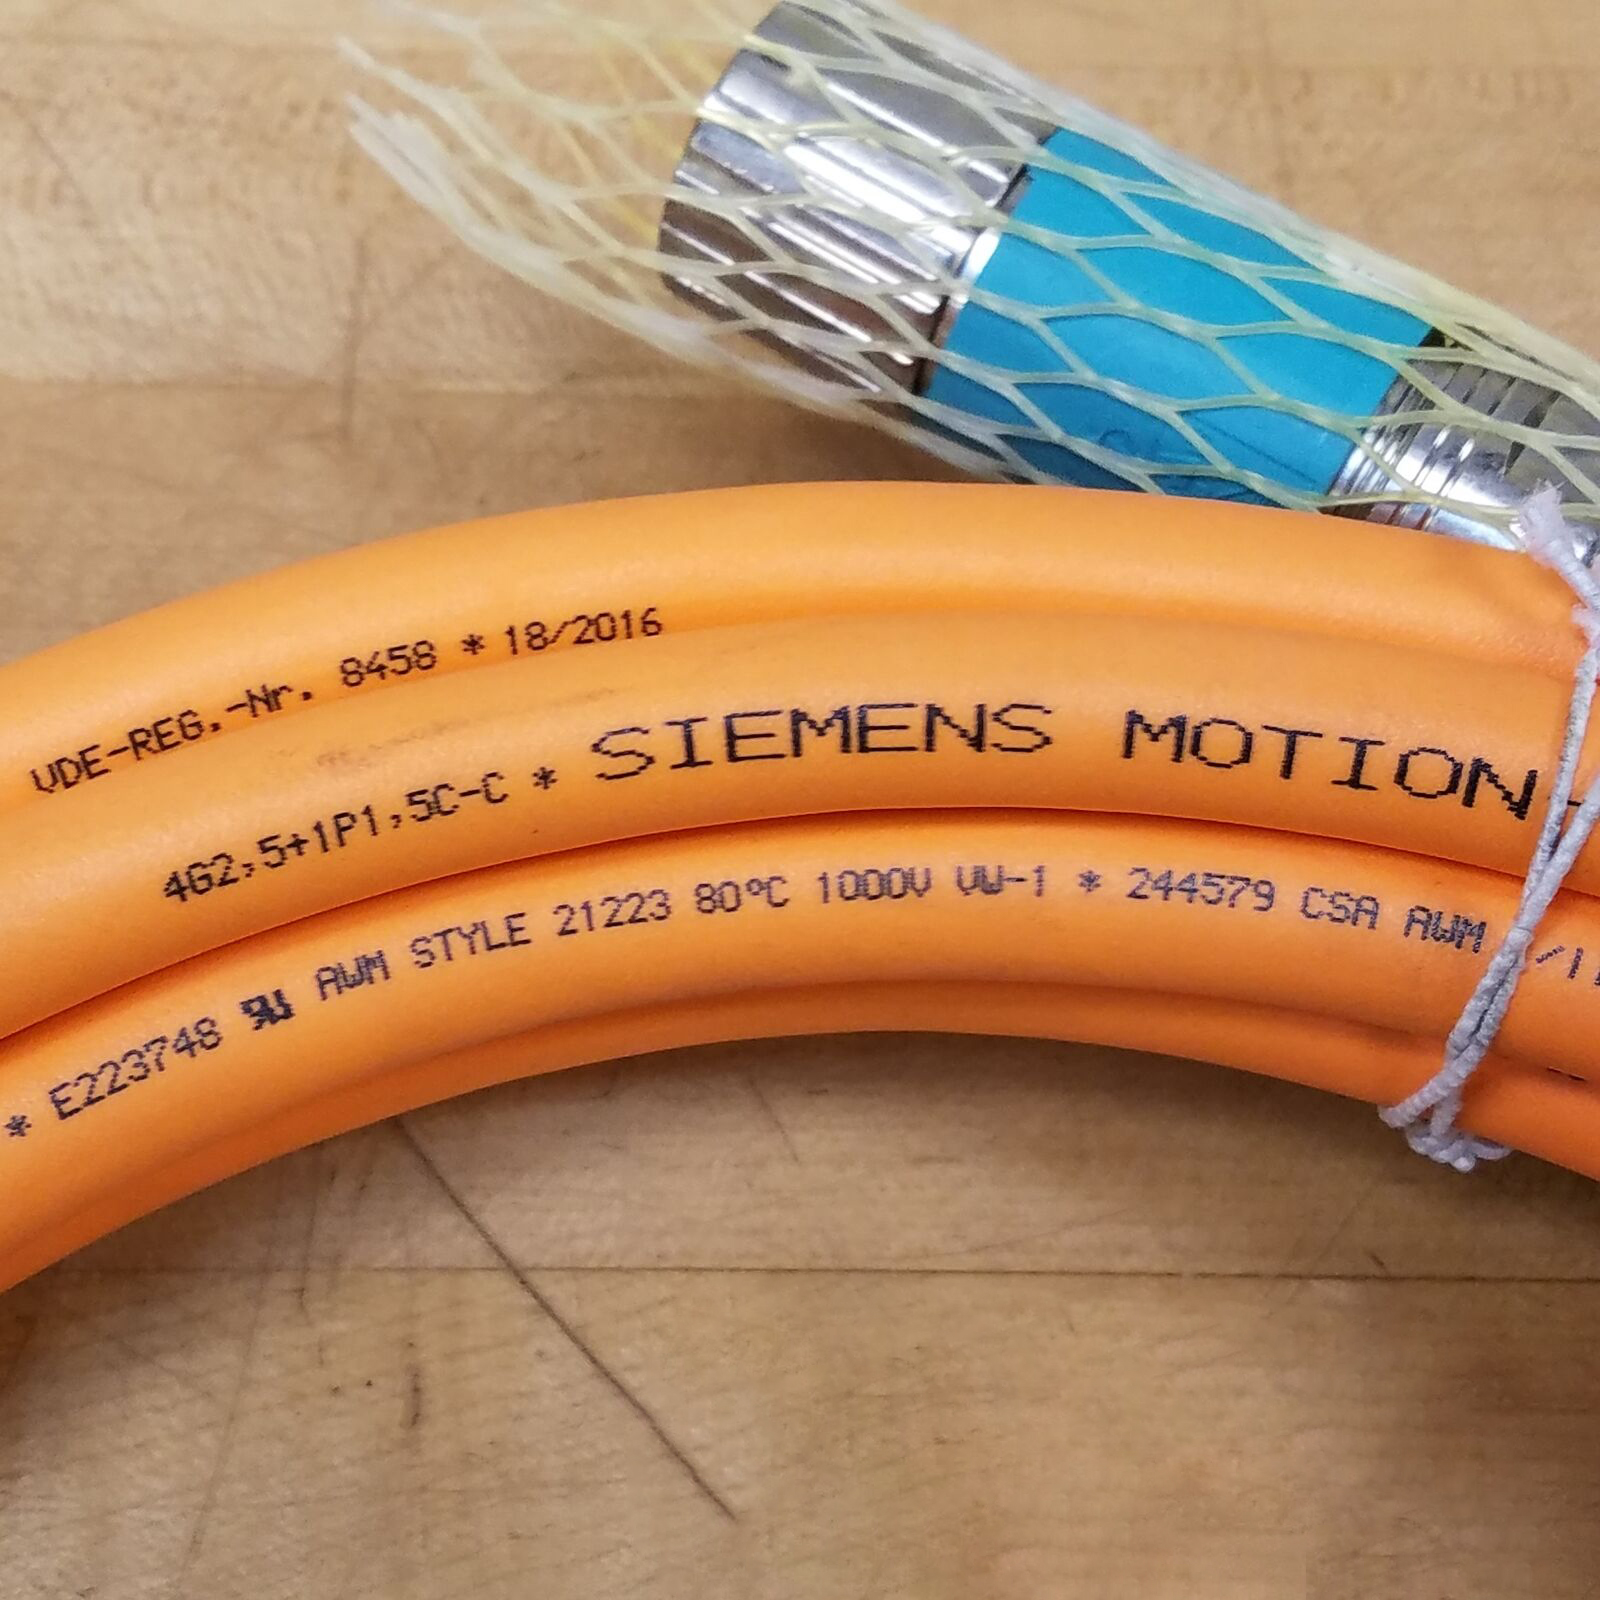 VDE-REG.-Nr. 8458 * 18/2016
4G2,5+1P1,5C-C * SIEMENS MOTION-
* E223748 RU AWM STYLE 21223 80°C 1000V VW-1 * 244579 CSA AWM